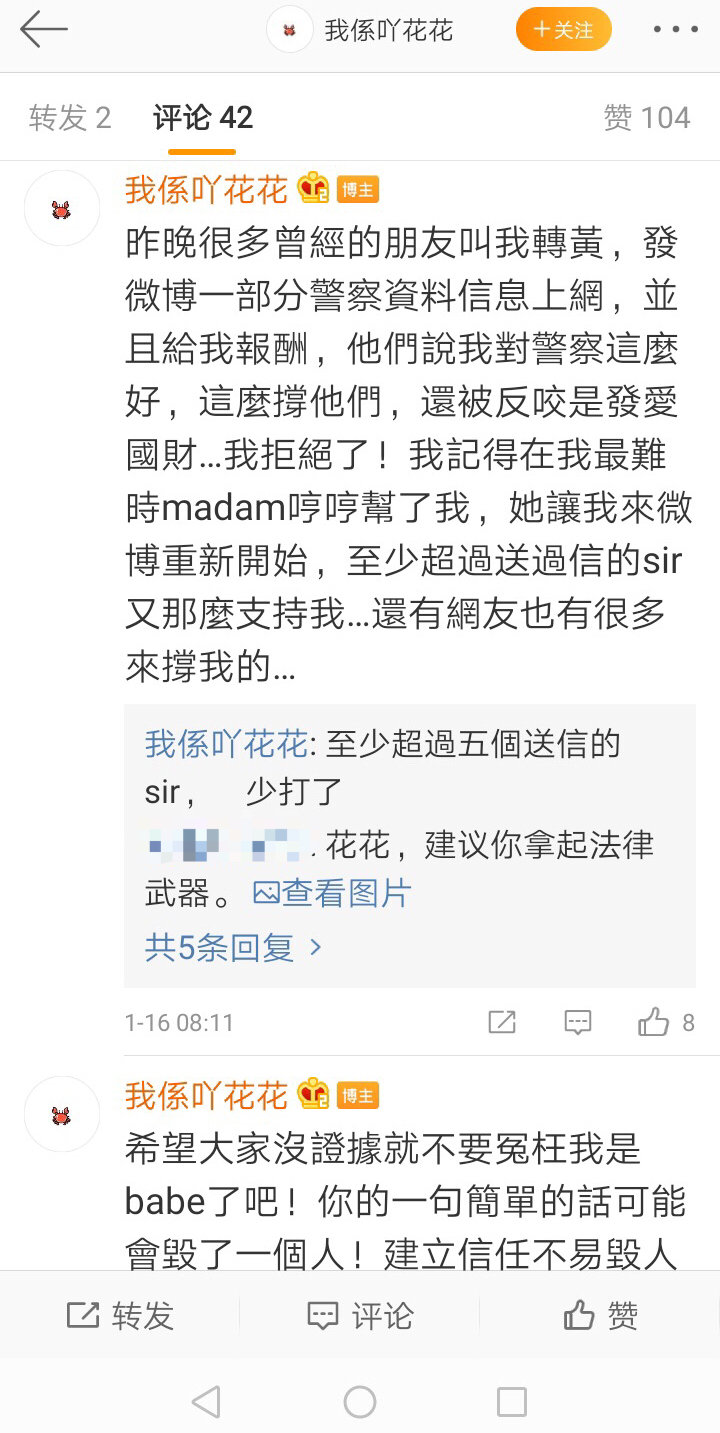 我係吖花花
+关注
转发 2
评论 42
赞 104
我係吖花花 2 博主
昨晚很多曾經的朋友叫我轉黃，發
微博一部分警察資料信息上網，並
且給我報酬，他們說我對警察這麼
好，這麼撐他們，還被反咬是發愛
國財...我拒絕了！我記得在我最難
時madam哼哼幫了我，她讓我來微
博重新開始，至少超過送過信的sir
又那麼支持我...還有網友也有很多
來撐我的...
我係吖花花: 至少超過五個送信的
sir， 少打了
. 花花，建议你拿起法律
武器。 查看图片
共5条回复 >
1-16 08:11
8
我係吖花花 2 博主
希望大家沒證據就不要冤枉我是
babe了吧！你的一句簡單的話可能
會毀了一個人！建立信任不易毀人
转发
评论
赞